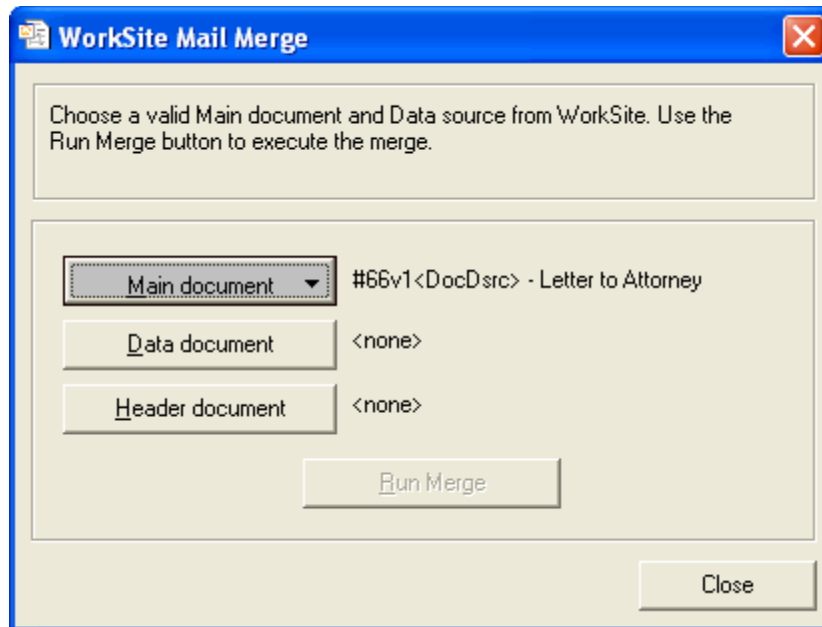 WorkSite Mail Merge
Choose a valid Main document and Data source from WorkSite. Use the
Run Merge button to execute the merge.
Main document #66v1<DocDsrc> - Letter to Attorney
Data document <none>
Header document <none>
Run Merge
Close